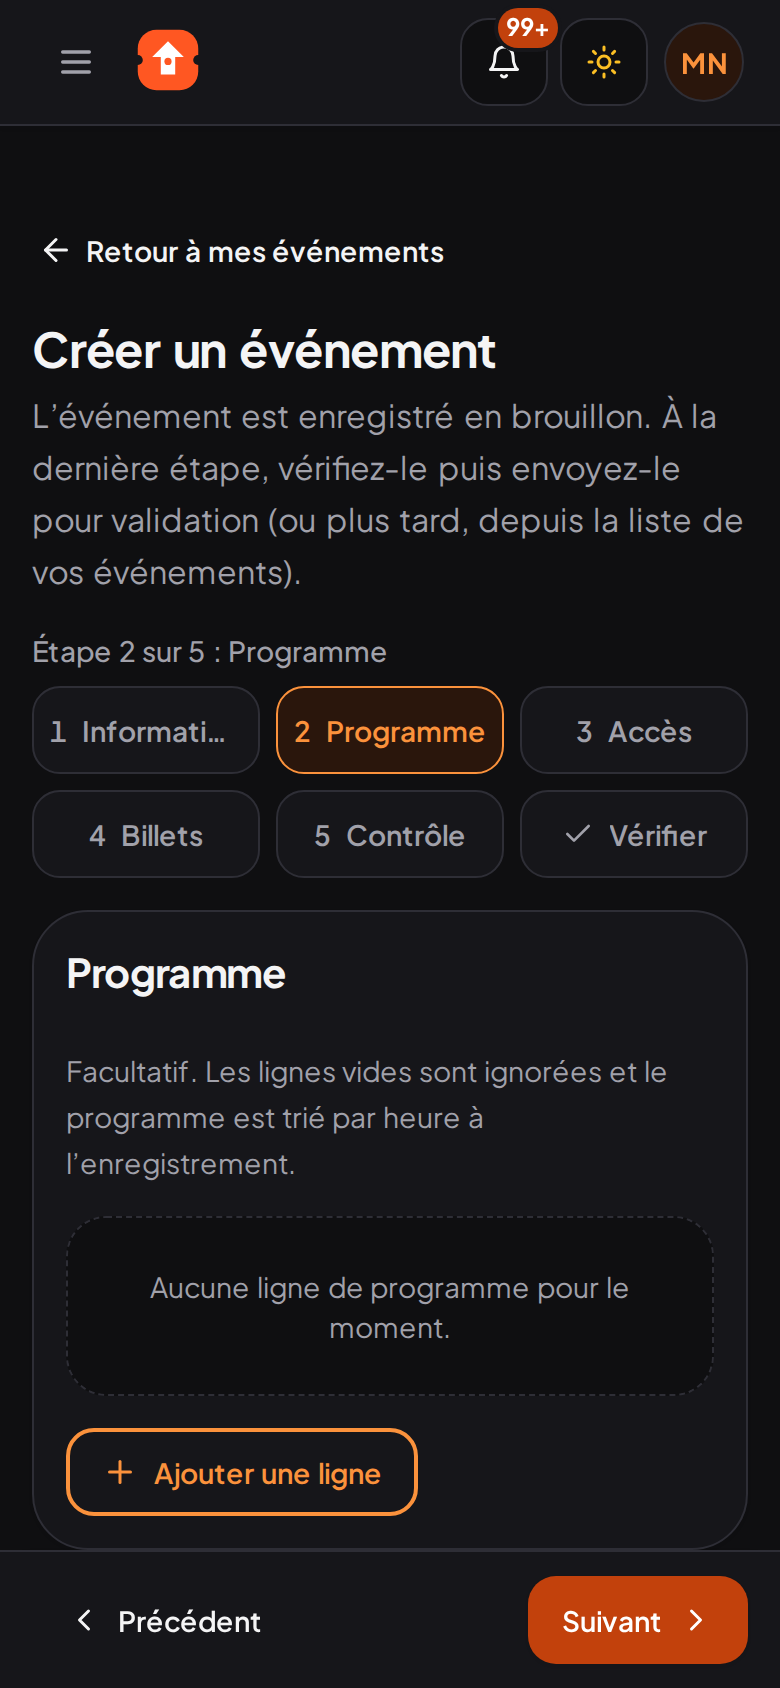 99+
MN
Retour à mes événements
Créer un événement
L’événement est enregistré en brouillon. À la
dernière étape, vérifiez-le puis envoyez-le
pour validation (ou plus tard, depuis la liste de
vos événements).
Étape 2 sur 5 : Programme
1 Informati...
2 Programme
3 Accès
4 Billets
5 Contrôle
Vérifier
Programme
Facultatif. Les lignes vides sont ignorées et le
programme est trié par heure à
l’enregistrement.
Aucune ligne de programme pour le
moment.
Ajouter une ligne
Précédent
Suivant